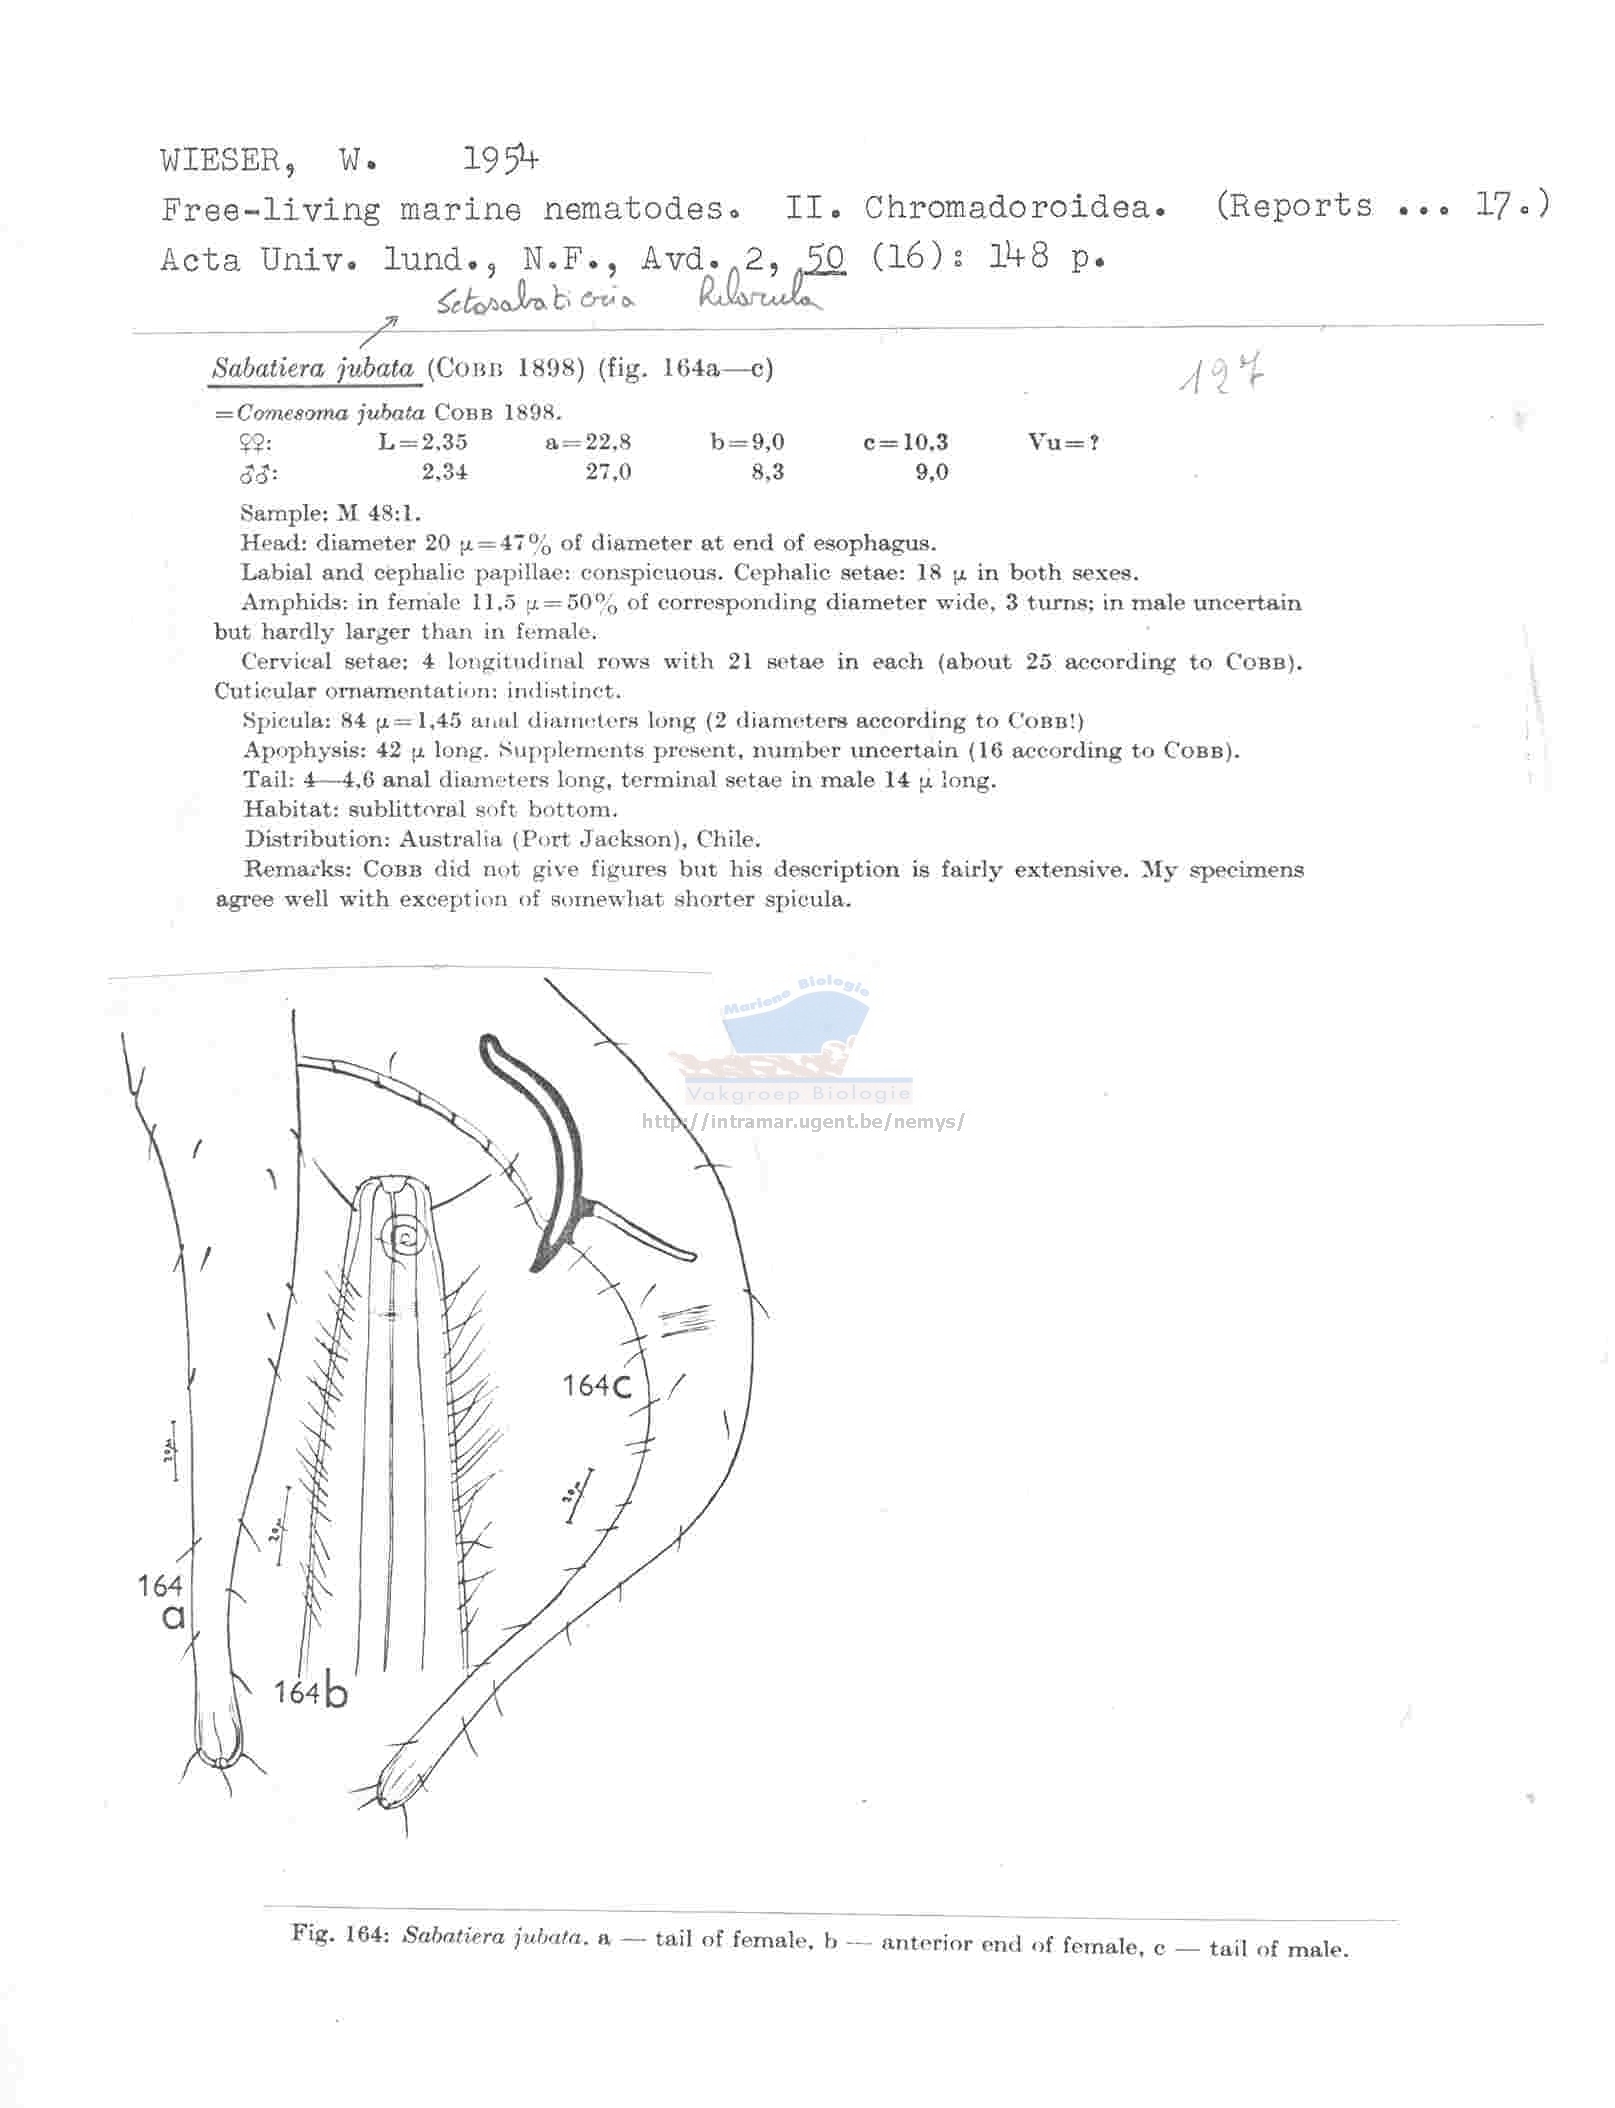 WIESER, W. 1954
Free-living marine nematodes. II. Chromadoroidea. (Reports ... 17.)
Acta Univ. lund., N.F., Avd. 2, 50 (16): 148 p.
Setosabatieria
Sabatiera jubata (COBB 1898) (fig. 164a—c)
127
=Comesoma jubata COBB 1898.
♀♀: L=2,35 a=22,8 b=9,0 c=10,3 Vu=?
♂♂: 2,34 27,0 8,3 9,0
Sample: M 48:1.
Head: diameter 20 µ=47% of diameter at end of esophagus.
Labial and cephalic papillae: conspicuous. Cephalic setae: 18 µ in both sexes.
Amphids: in female 11,5 µ=50% of corresponding diameter wide, 3 turns; in male uncertain
but hardly larger than in female.
Cervical setae: 4 longitudinal rows with 21 setae in each (about 25 according to COBB).
Cuticular ornamentation: indistinct.
Spicula: 84 µ=1,45 anal diameters long (2 diameters according to COBB!)
Apophysis: 42 µ long. Supplements present, number uncertain (16 according to COBB).
Tail: 4—4,6 anal diameters long, terminal setae in male 14 µ long.
Habitat: sublittoral soft bottom.
Distribution: Australia (Port Jackson), Chile.
Remarks: COBB did not give figures but his description is fairly extensive. My specimens
agree well with exception of somewhat shorter spicula.
Mariene Biologie
Vakgroep Biologie
http://intramar.ugent.be/nemys/
164c
20µ
20µ
20µ
164
a
164b
Fig. 164: Sabatiera jubata. a — tail of female, b — anterior end of female, c — tail of male.